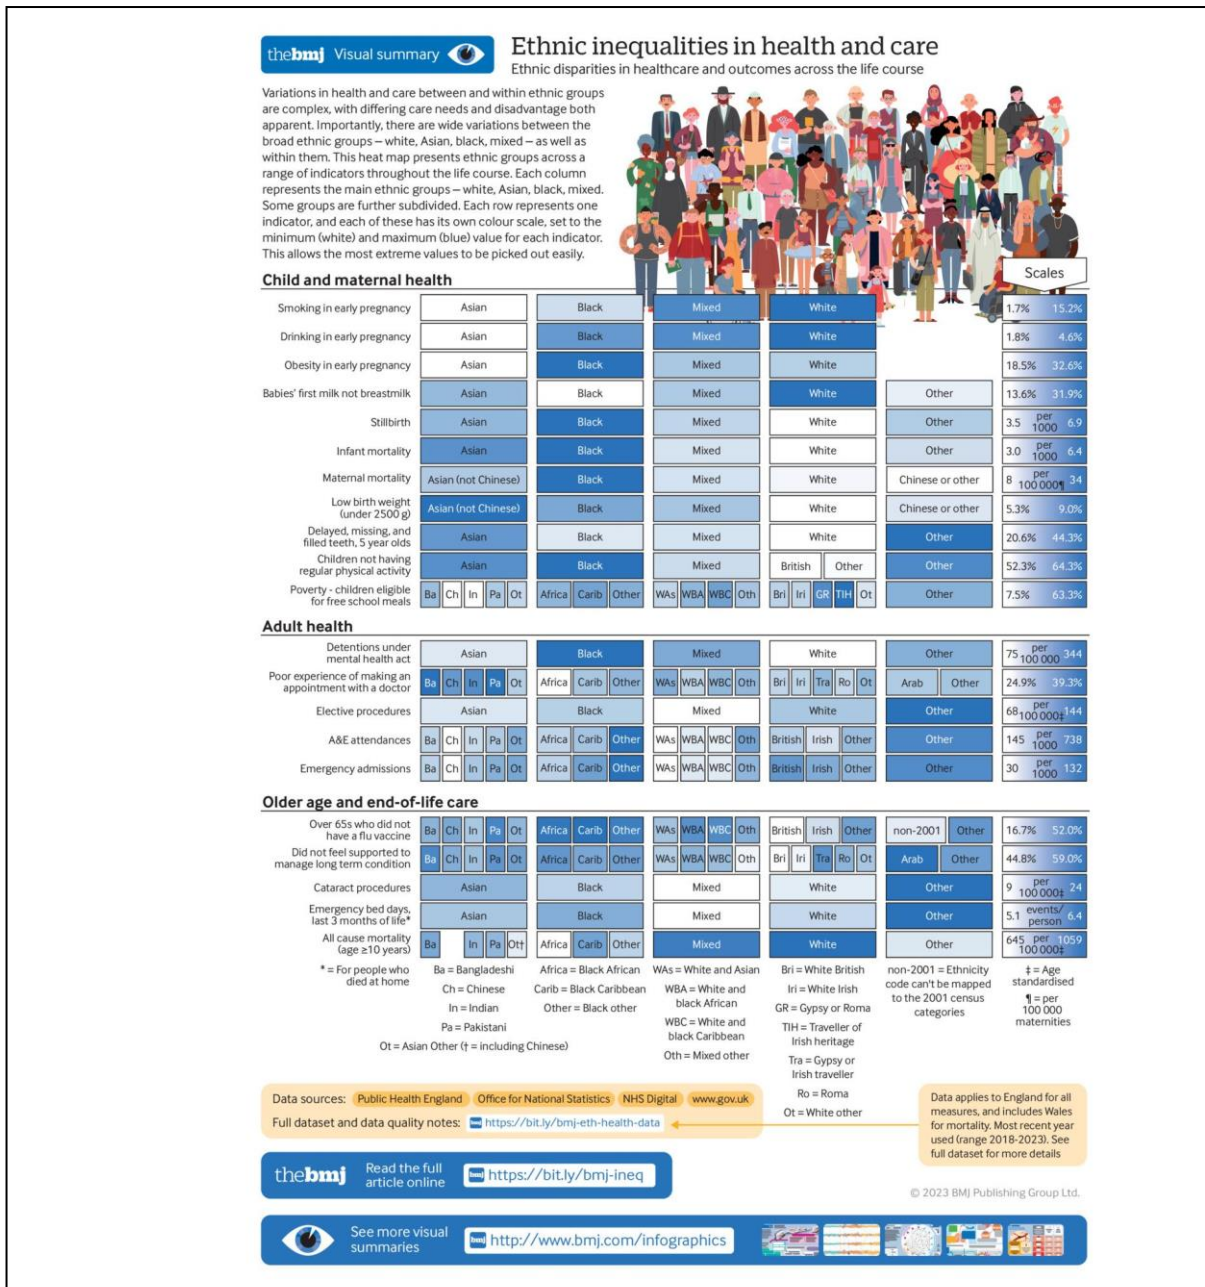 thebmj Visual summary
Ethnic inequalities in health and care
Ethnic disparities in healthcare and outcomes across the life course
Variations in health and care between and within ethnic groups
are complex, with differing care needs and disadvantage both
apparent. Importantly, there are wide variations between the
broad ethnic groups – white, Asian, black, mixed – as well as
within them. This heat map presents ethnic groups across a
range of indicators throughout the life course. Each column
represents the main ethnic groups – white, Asian, black, mixed.
Some groups are further subdivided. Each row represents one
indicator, and each of these has its own colour scale, set to the
minimum (white) and maximum (blue) value for each indicator.
This allows the most extreme values to be picked out easily.
Scales
Child and maternal health
Smoking in early pregnancy Asian Black Mixed White 1.7% 15.2%
Drinking in early pregnancy Asian Black Mixed White 1.8% 4.6%
Obesity in early pregnancy Asian Black Mixed White 18.5% 32.6%
Babies' first milk not breastmilk Asian Black Mixed White Other 13.6% 31.9%
Stillbirth Asian Black Mixed White Other 3.5 per 1000 6.9
Infant mortality Asian Black Mixed White Other 3.0 per 1000 6.4
Maternal mortality Asian (not Chinese) Black Mixed White Chinese or other 8 per 100 000¶ 34
Low birth weight
(under 2500 g) Asian (not Chinese) Black Mixed White Chinese or other 5.3% 9.0%
Delayed, missing, and
filled teeth, 5 year olds Asian Black Mixed White Other 20.6% 44.3%
Children not having
regular physical activity Asian Black Mixed British Other Other 52.3% 64.3%
Poverty - children eligible
for free school meals Ba Ch In Pa Ot Africa Carib Other WAs WBA WBC Oth Bri Iri GR TIH Ot Other 7.5% 63.3%
Adult health
Detentions under
mental health act Asian Black Mixed White Other 75 per 100 000 344
Poor experience of making an
appointment with a doctor Ba Ch In Pa Ot Africa Carib Other WAs WBA WBC Oth Bri Iri Tra Ro Ot Arab Other 24.9% 39.3%
Elective procedures Asian Black Mixed White Other 68 per 100 000‡ 144
A&E attendances Ba Ch In Pa Ot Africa Carib Other WAs WBA WBC Oth British Irish Other Other 145 per 1000 738
Emergency admissions Ba Ch In Pa Ot Africa Carib Other WAs WBA WBC Oth British Irish Other Other 30 per 1000 132
Older age and end-of-life care
Over 65s who did not
have a flu vaccine Ba Ch In Pa Ot Africa Carib Other WAs WBA WBC Oth British Irish Other non-2001 Other 16.7% 52.0%
Did not feel supported to
manage long term condition Ba Ch In Pa Ot Africa Carib Other WAs WBA WBC Oth Bri Iri Tra Ro Ot Arab Other 44.8% 59.0%
Cataract procedures Asian Black Mixed White Other 9 per 100 000‡ 24
Emergency bed days,
last 3 months of life* Asian Black Mixed White Other 5.1 events/ person 6.4
All cause mortality
(age ≥10 years) Ba In Pa Ot† Africa Carib Other Mixed White Other 645 per 100 000‡ 1059
* = For people who
died at home
Ba = Bangladeshi
Ch = Chinese
In = Indian
Pa = Pakistani
Ot = Asian Other († = including Chinese)
Africa = Black African
Carib = Black Caribbean
Other = Black other
WAs = White and Asian
WBA = White and
black African
WBC = White and
black Caribbean
Oth = Mixed other
Bri = White British
Iri = White Irish
GR = Gypsy or Roma
TIH = Traveller of
Irish heritage
Tra = Gypsy or
Irish traveller
Ro = Roma
Ot = White other
non-2001 = Ethnicity
code can't be mapped
to the 2001 census
categories
‡ = Age
standardised
¶ = per
100 000
maternities
Data sources: Public Health England Office for National Statistics NHS Digital www.gov.uk
Full dataset and data quality notes: bmj https://bit.ly/bmj-eth-health-data
Data applies to England for all
measures, and includes Wales
for mortality. Most recent year
used (range 2018-2023). See
full dataset for more details
thebmj Read the full
article online bmj https://bit.ly/bmj-ineq
© 2023 BMJ Publishing Group Ltd.
See more visual
summaries bmj http://www.bmj.com/infographics